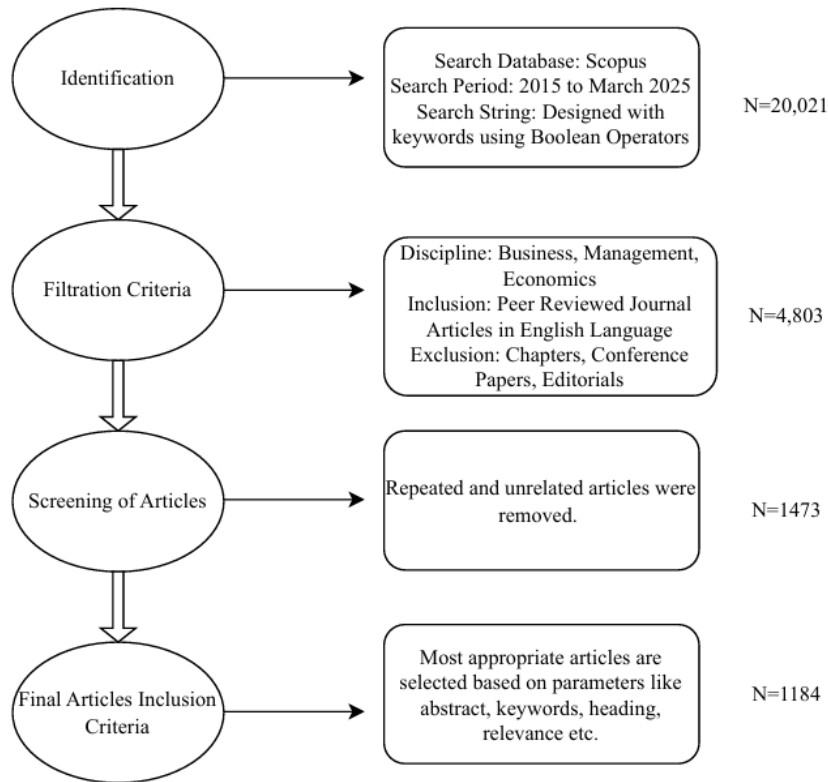 Identification
Search Database: Scopus
Search Period: 2015 to March 2025
Search String: Designed with
keywords using Boolean Operators
N=20,021
Filtration Criteria
Discipline: Business, Management,
Economics
Inclusion: Peer Reviewed Journal
Articles in English Language
Exclusion: Chapters, Conference
Papers, Editorials
N=4,803
Screening of Articles
Repeated and unrelated articles were
removed.
N=1473
Final Articles Inclusion
Criteria
Most appropriate articles are
selected based on parameters like
abstract, keywords, heading,
relevance etc.
N=1184